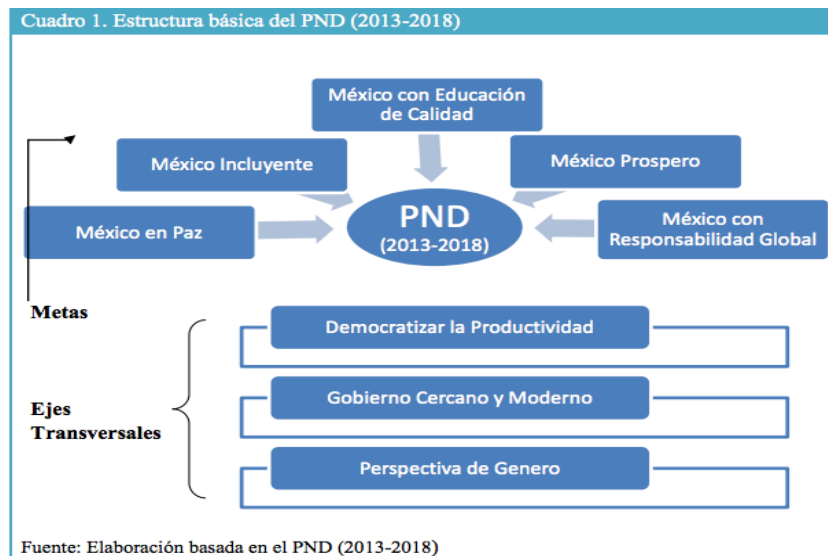 Cuadro 1. Estructura básica del PND (2013-2018)
México con Educación
de Calidad
México Incluyente
México Prospero
México en Paz
PND
(2013-2018)
México con
Responsabilidad Global
Metas
Democratizar la Productividad
Ejes
Transversales
Gobierno Cercano y Moderno
Perspectiva de Genero
Fuente: Elaboración basada en el PND (2013-2018)